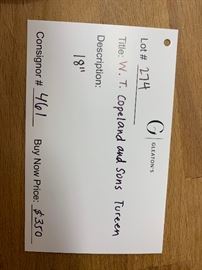 G | GLEATON'S
Lot # 274
Title: W. T. Copeland and Sons Tureen
Description:
18"
Consignor # 461
Buy Now Price: $350